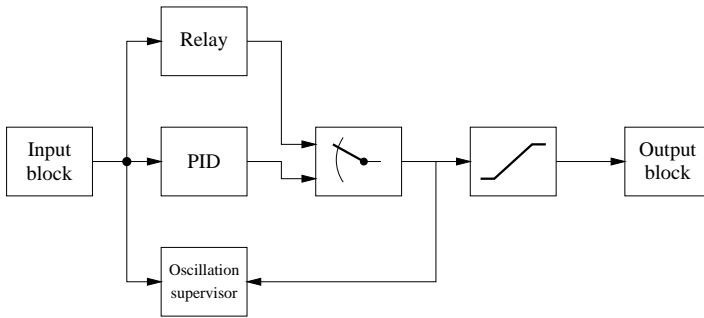 Relay
Input
block
PID
Output
block
Oscillation
supervisor